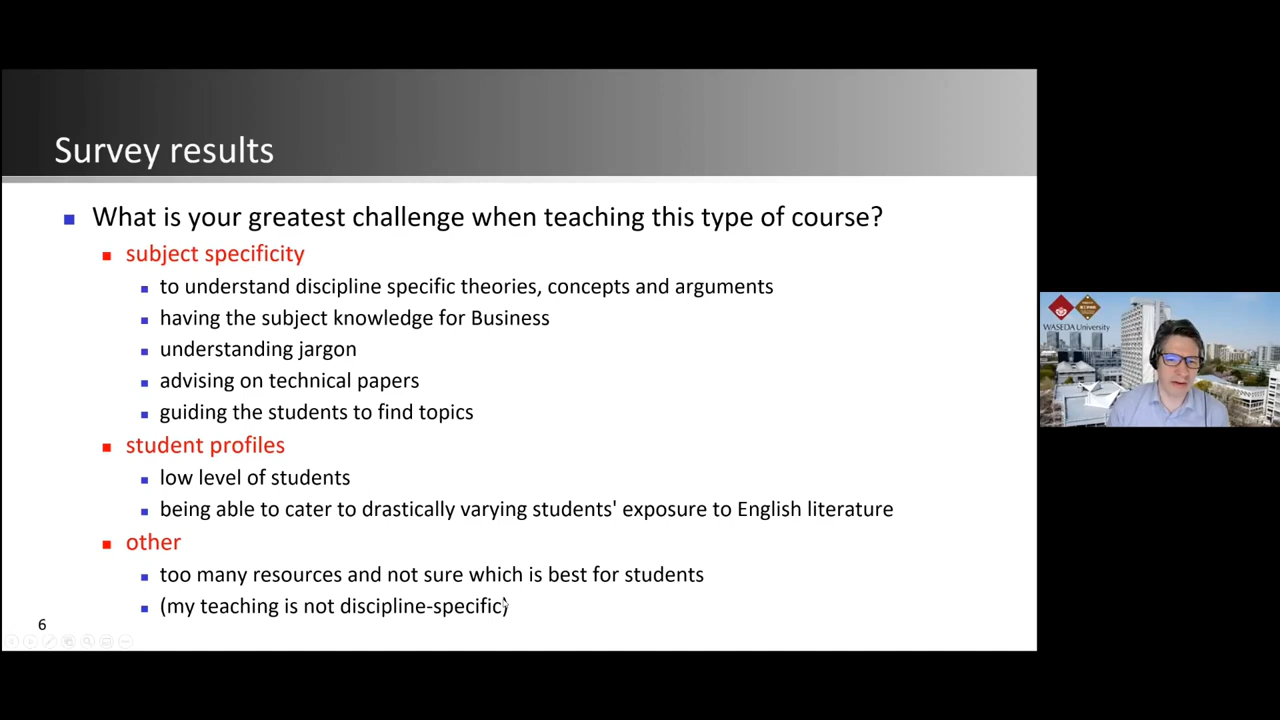 Survey results
What is your greatest challenge when teaching this type of course?
subject specificity
to understand discipline specific theories, concepts and arguments
having the subject knowledge for Business
understanding jargon
advising on technical papers
guiding the students to find topics
student profiles
low level of students
being able to cater to drastically varying students' exposure to English literature
other
too many resources and not sure which is best for students
(my teaching is not discipline-specific)
6
WASEDA University